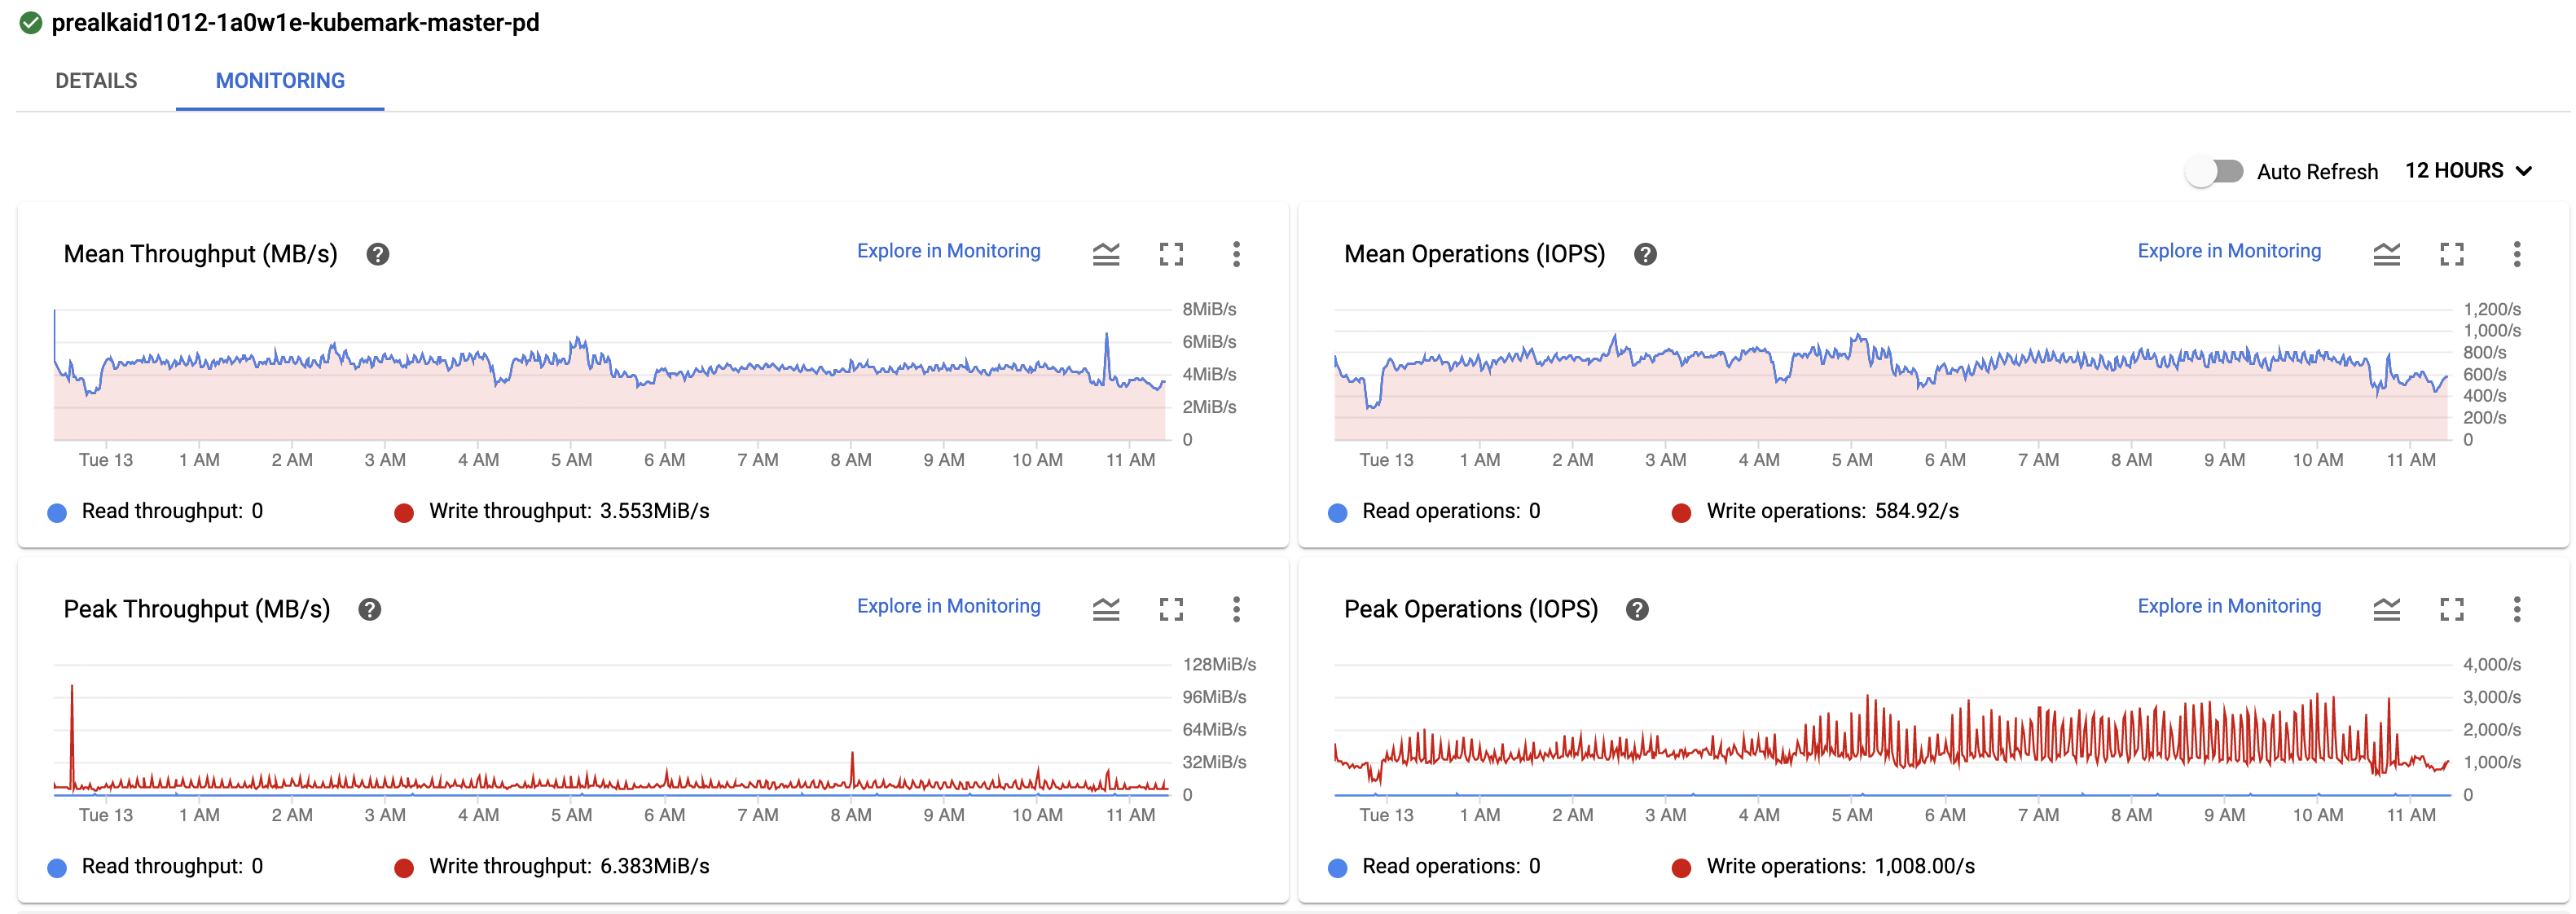 prealkaid1012-1a0w1e-kubemark-master-pd
DETAILS MONITORING
Auto Refresh 12 HOURS
Mean Throughput (MB/s) Explore in Monitoring
8MiB/s
6MiB/s
4MiB/s
2MiB/s
0
Tue 13 1 AM 2 AM 3 AM 4 AM 5 AM 6 AM 7 AM 8 AM 9 AM 10 AM 11 AM
Read throughput: 0 Write throughput: 3.553MiB/s
Mean Operations (IOPS) Explore in Monitoring
1,200/s
1,000/s
800/s
600/s
400/s
200/s
0
Tue 13 1 AM 2 AM 3 AM 4 AM 5 AM 6 AM 7 AM 8 AM 9 AM 10 AM 11 AM
Read operations: 0 Write operations: 584.92/s
Peak Throughput (MB/s) Explore in Monitoring
128MiB/s
96MiB/s
64MiB/s
32MiB/s
0
Tue 13 1 AM 2 AM 3 AM 4 AM 5 AM 6 AM 7 AM 8 AM 9 AM 10 AM 11 AM
Read throughput: 0 Write throughput: 6.383MiB/s
Peak Operations (IOPS) Explore in Monitoring
4,000/s
3,000/s
2,000/s
1,000/s
0
Tue 13 1 AM 2 AM 3 AM 4 AM 5 AM 6 AM 7 AM 8 AM 9 AM 10 AM 11 AM
Read operations: 0 Write operations: 1,008.00/s